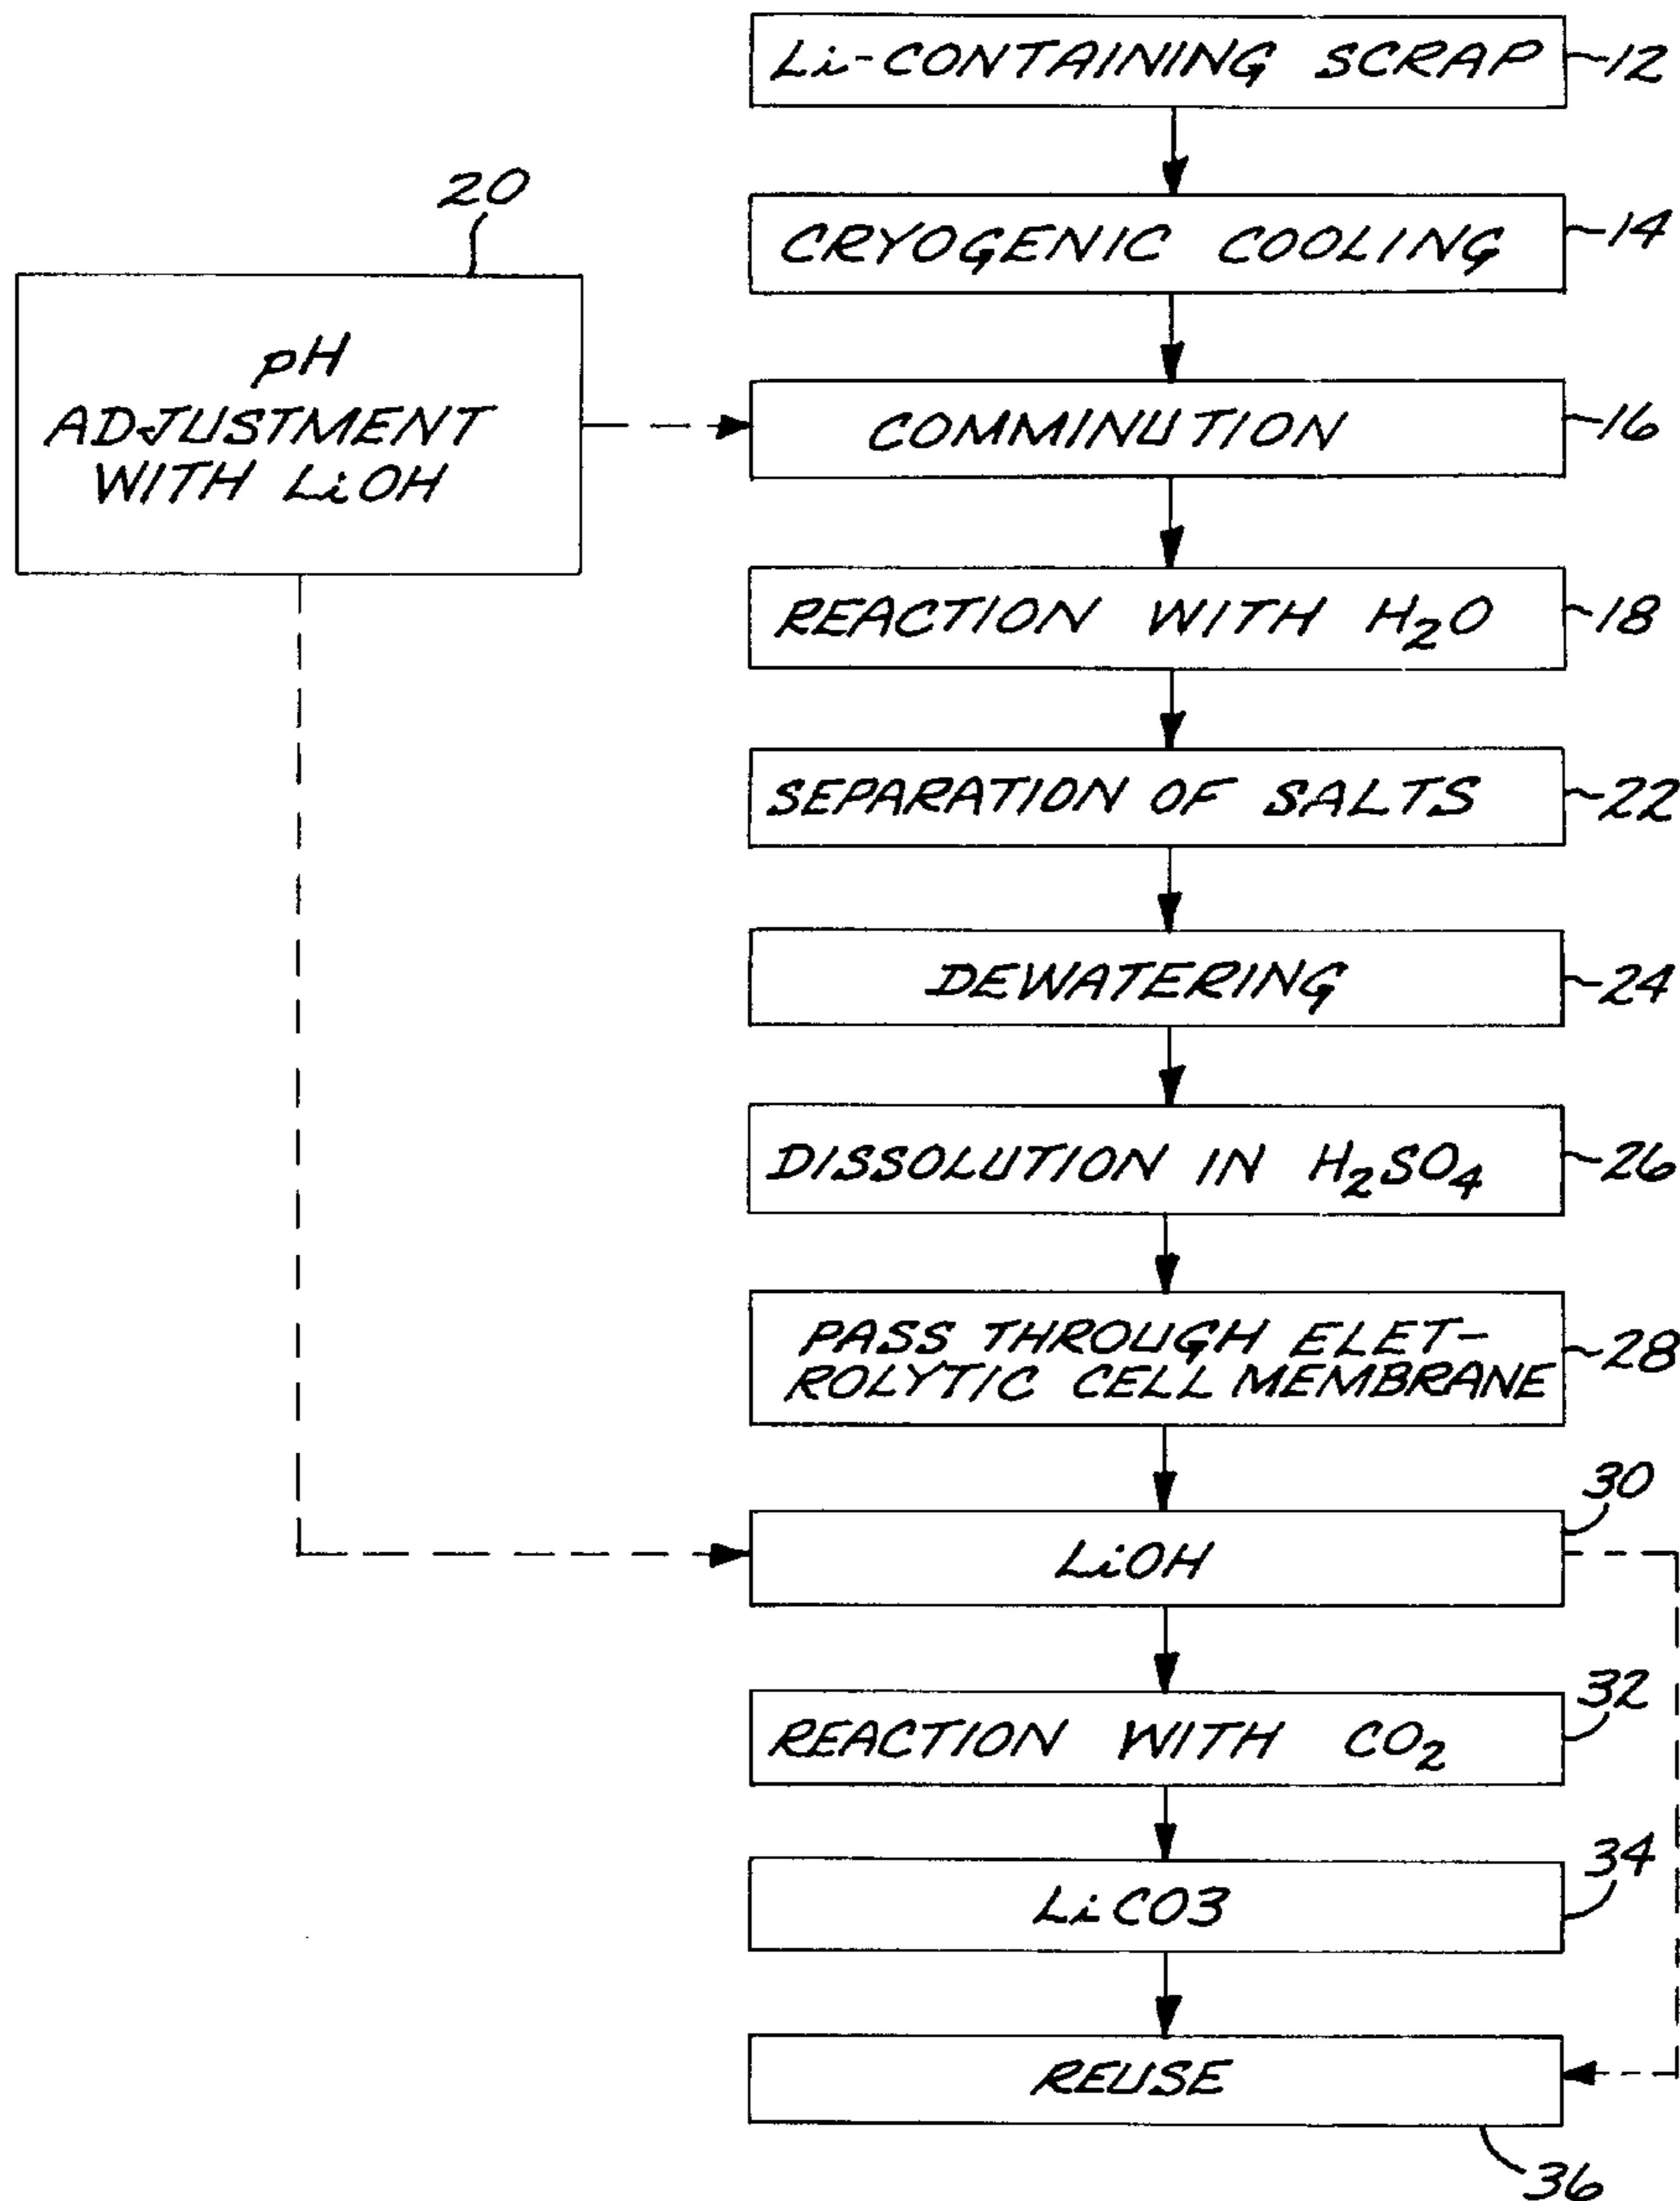 Li-CONTAINING SCRAP
12
CRYOGENIC COOLING
14
20
pH
ADJUSTMENT
WITH LiOH
COMMINUTION
16
REACTION WITH H₂O
18
SEPARATION OF SALTS
22
DEWATERING
24
DISSOLUTION IN H₂SO₄
26
PASS THROUGH ELET-
ROLYTIC CELL MEMBRANE
28
30
LiOH
32
REACTION WITH CO₂
34
LiCO3
REUSE
36